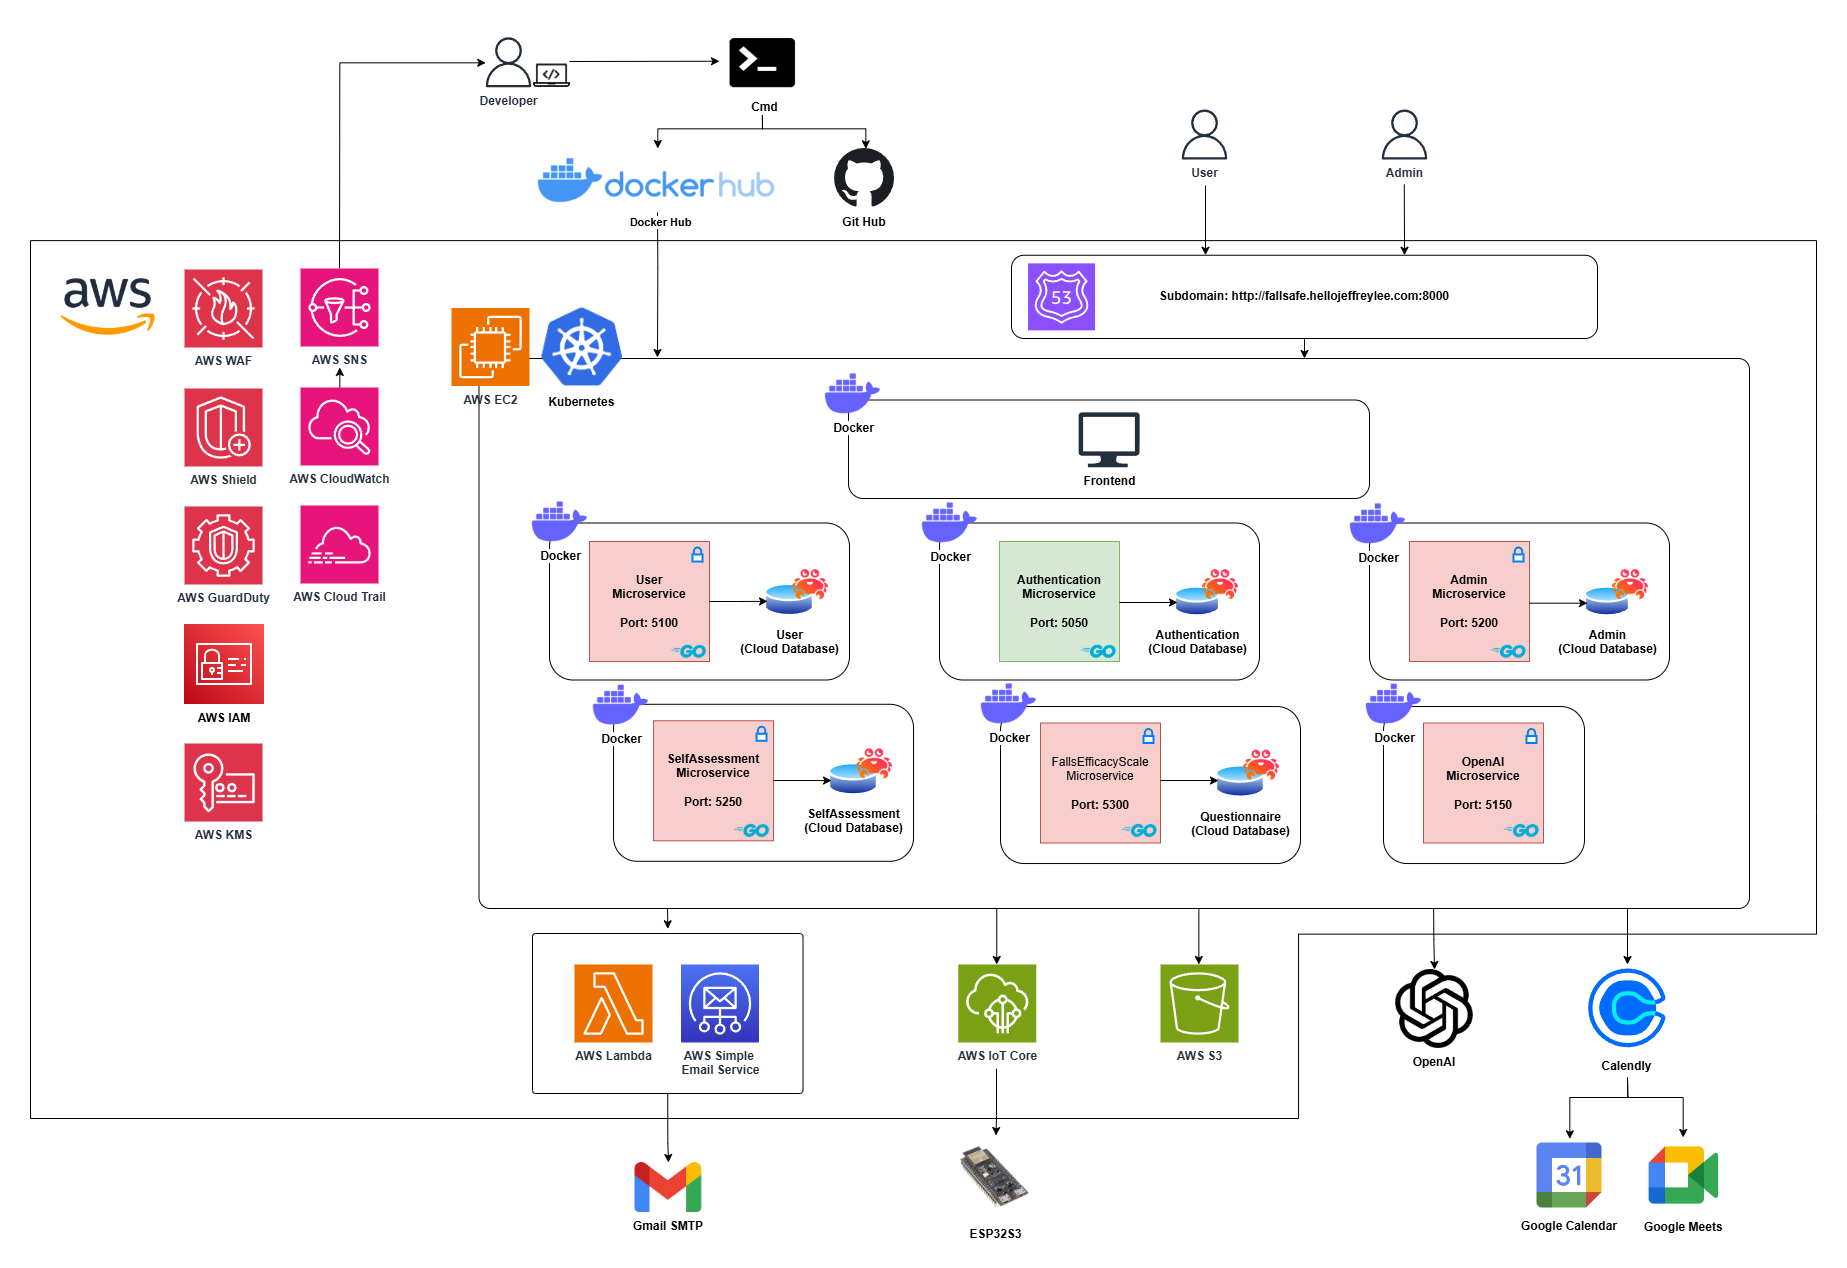 Developer
Cmd
dockerhub
Docker Hub
Git Hub
User
Admin
aws
AWS WAF
AWS SNS
53
Subdomain: http://fallsafe.hellojeffreylee.com:8000
AWS EC2
Kubernetes
AWS Shield
AWS CloudWatch
AWS GuardDuty
AWS Cloud Trail
AWS IAM
AWS KMS
Docker
Frontend
Docker
User
Microservice
Port: 5100
GO
User
(Cloud Database)
Docker
Authentication
Microservice
Port: 5050
GO
Authentication
(Cloud Database)
Docker
Admin
Microservice
Port: 5200
GO
Admin
(Cloud Database)
Docker
SelfAssessment
Microservice
Port: 5250
GO
SelfAssessment
(Cloud Database)
Docker
FallsEfficacyScale
Microservice
Port: 5300
GO
Questionnaire
(Cloud Database)
Docker
OpenAI
Microservice
Port: 5150
GO
AWS Lambda
AWS Simple
Email Service
AWS IoT Core
AWS S3
OpenAI
Calendly
Gmail SMTP
ESP32S3
31
Google Calendar
Google Meets